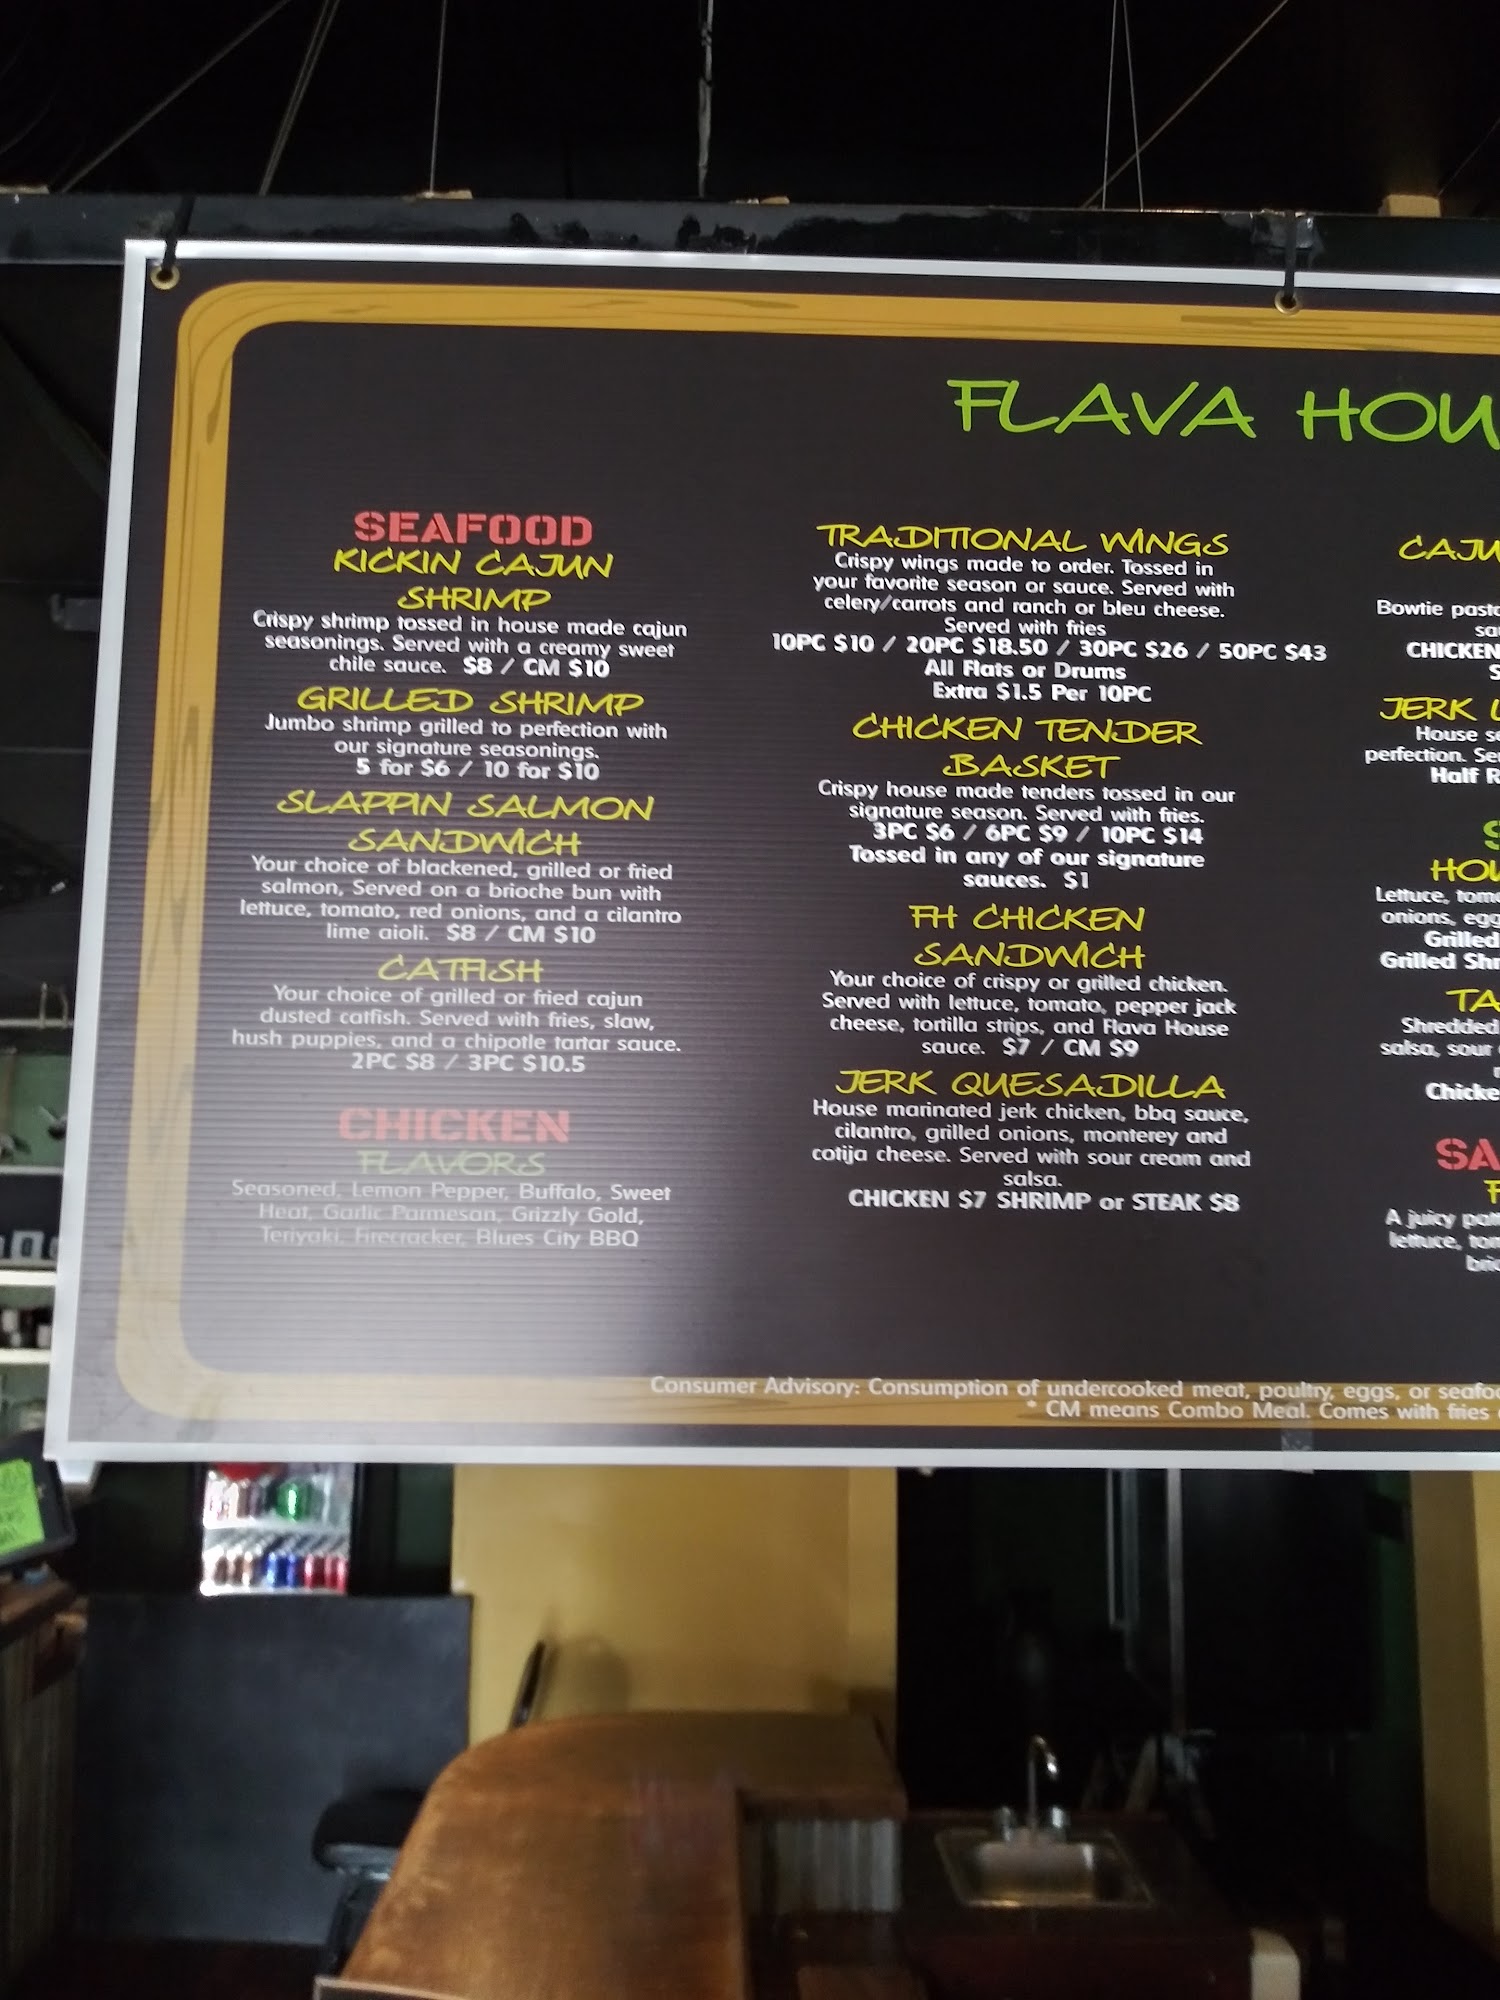 FLAVA HOU
SEAFOOD
KICKIN CAJUN
SHRIMP
Crispy shrimp tossed in house made cajun
seasonings. Served with a creamy sweet
chile sauce. $8 / CM $10
GRILLED SHRIMP
Jumbo shrimp grilled to perfection with
our signature seasonings.
5 for $6 / 10 for $10
SLAPPIN SALMON
SANDWICH
Your choice of blackened, grilled or fried
salmon, Served on a brioche bun with
lettuce, tomato, red onions, and a cilantro
lime aioli. $8 / CM $10
CATFISH
Your choice of grilled or fried cajun
dusted catfish. Served with fries, slaw,
hush puppies, and a chipotle tartar sauce.
2PC $8 / 3PC $10.5
CHICKEN
FLAVORS
Seasoned, Lemon Pepper, Buffalo, Sweet
Heat, Garlic Parmesan, Grizzly Gold,
Teriyaki, Firecracker, Blues City BBQ
TRADITIONAL WINGS
Crispy wings made to order. Tossed in
your favorite season or sauce. Served with
celery/carrots and ranch or bleu cheese.
Served with fries
10PC $10 / 20PC $18.50 / 30PC $26 / 50PC $43
All Flats or Drums
Extra $1.5 Per 10PC
CHICKEN TENDER
BASKET
Crispy house made tenders tossed in our
signature season. Served with fries.
3PC $6 / 6PC $9 / 10PC $14
Tossed in any of our signature
sauces. $1
FH CHICKEN
SANDWICH
Your choice of crispy or grilled chicken.
Served with lettuce, tomato, pepper jack
cheese, tortilla strips, and Flava House
sauce. $7 / CM $9
JERK QUESADILLA
House marinated jerk chicken, bbq sauce,
cilantro, grilled onions, monterey and
cotija cheese. Served with sour cream and
salsa.
CHICKEN $7 SHRIMP or STEAK $8
CAJU
Bowtie pasta
sa
CHICKEN
S
JERK
House se
perfection. Ser
Half R
S
HOU
Lettuce, toma
onions, egg
Grilled
Grilled Shr
TA
Shredded
salsa, sour
Chicke
SA
F
A juicy patt
lettuce, tom
brio
Consumer Advisory: Consumption of undercooked meat, poultry, eggs, or seafoo
* CM means Combo Meal. Comes with fries